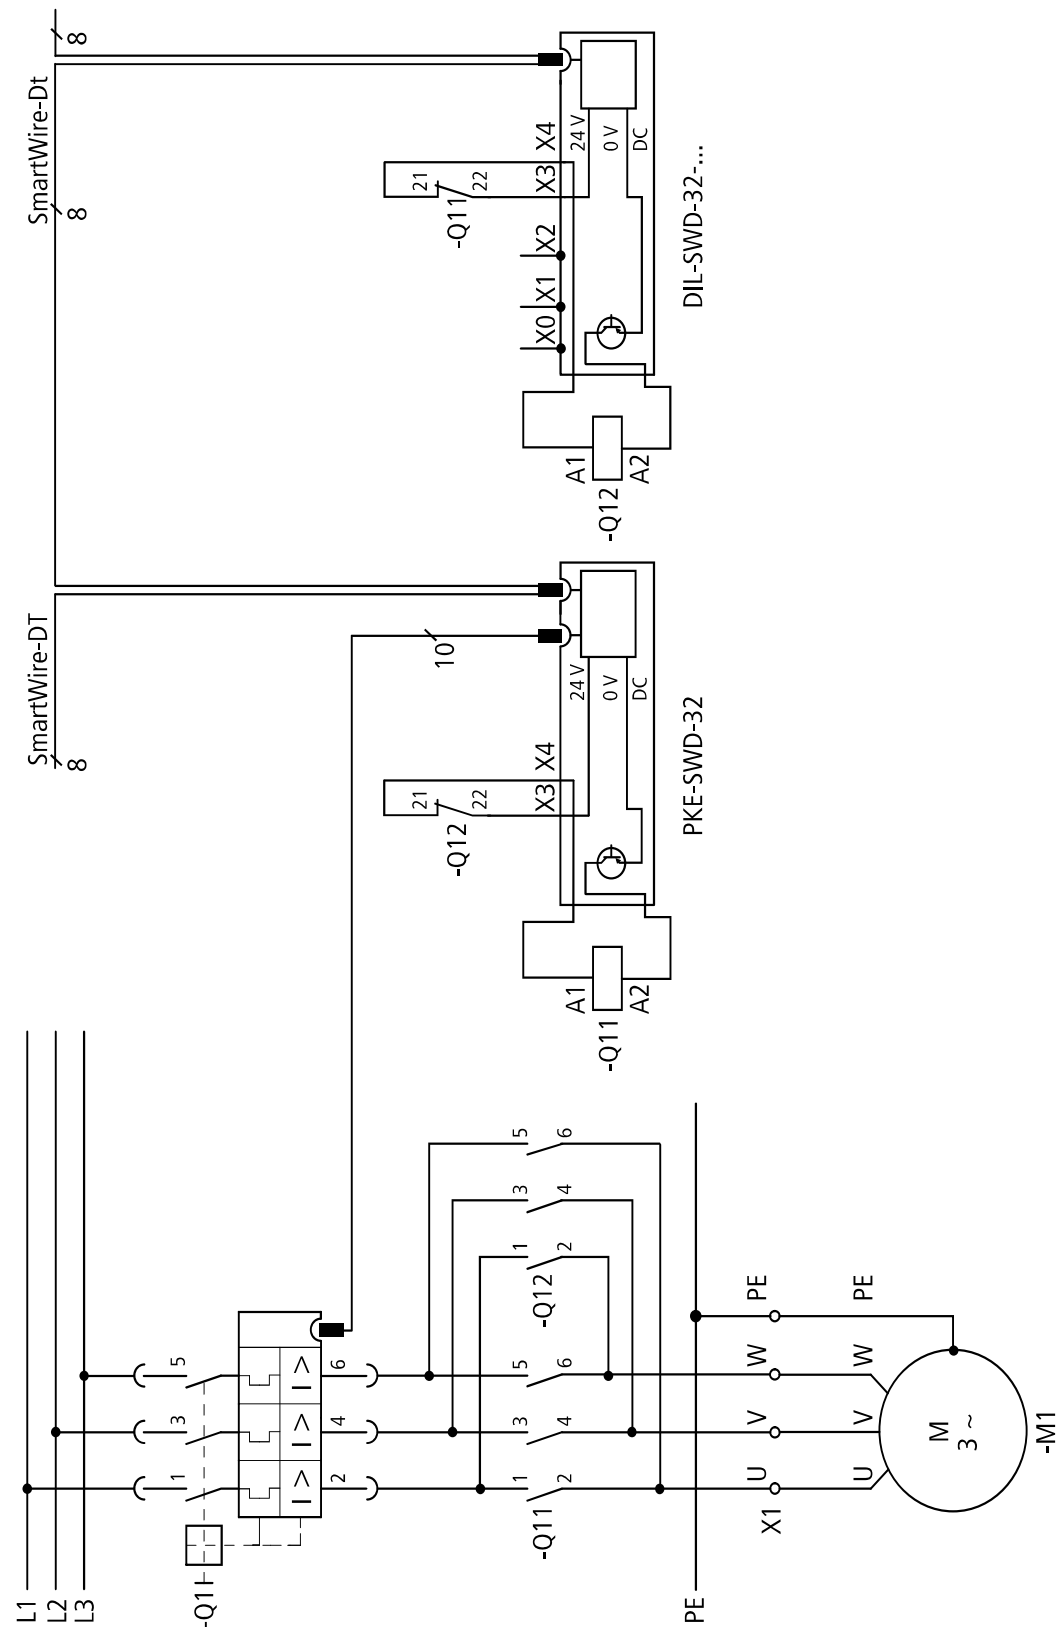 SmartWire-DT
8
SmartWire-Dt
8
8
10
-Q12
21
22
X3
X4
24 V
0 V
DC
A1
A2
-Q11
PKE-SWD-32
-Q11
21
22
X0
X1
X2
X3
X4
24 V
0 V
DC
A1
A2
-Q12
DIL-SWD-32-...
L1
L2
L3
1
3
5
-Q1
I >
I >
I >
2
4
6
-Q11
1
3
5
2
4
6
-Q12
1
3
5
2
4
6
PE
X1
U
V
W
PE
U
V
W
PE
M
3 ~
-M1